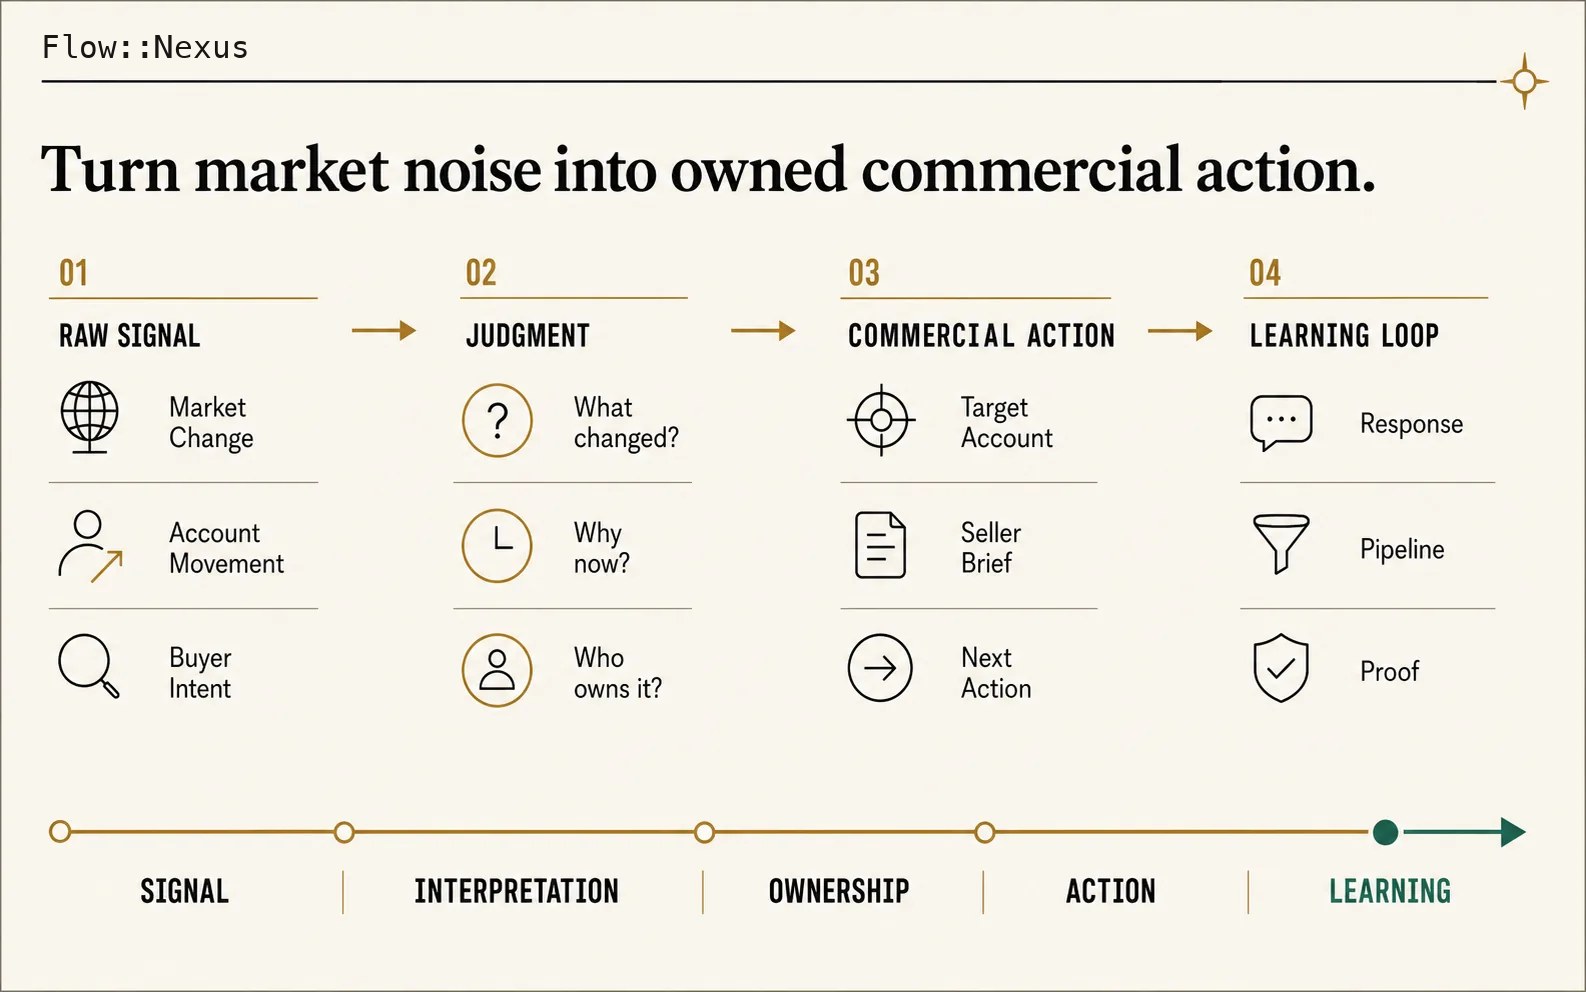 Flow::Nexus
Turn market noise into owned commercial action.
01
RAW SIGNAL
Market
Change
Account
Movement
Buyer
Intent
02
JUDGMENT
?
What
changed?
Why
now?
Who
owns it?
03
COMMERCIAL ACTION
Target
Account
Seller
Brief
Next
Action
04
LEARNING LOOP
Response
Pipeline
Proof
SIGNAL
INTERPRETATION
OWNERSHIP
ACTION
LEARNING